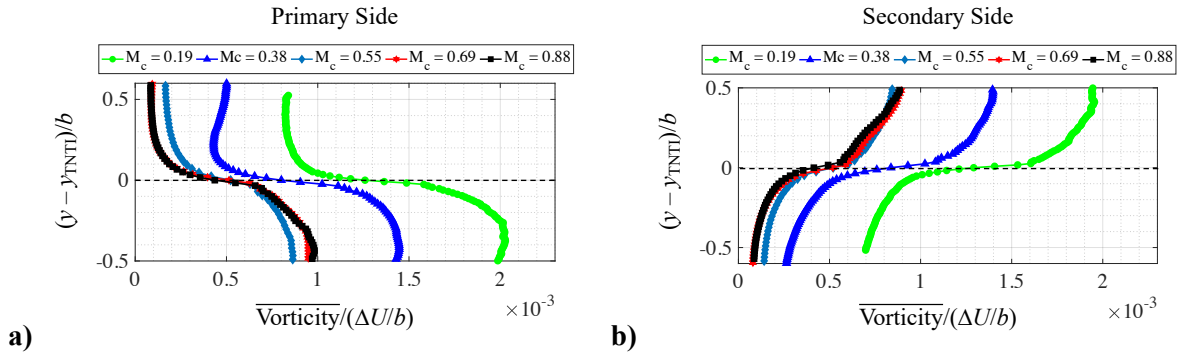 Primary Side
M_c = 0.19 Mc = 0.38 M_c = 0.55 M_c = 0.69 M_c = 0.88
(y − y_TNTI)/b
0.5
0
-0.5
0 0.5 1 1.5 2
×10^-3
Vorticity/(ΔU/b)
a)
Secondary Side
M_c = 0.19 Mc = 0.38 M_c = 0.55 M_c = 0.69 M_c = 0.88
(y − y_TNTI)/b
0.5
0
-0.5
0 0.5 1 1.5 2
×10^-3
Vorticity/(ΔU/b)
b)